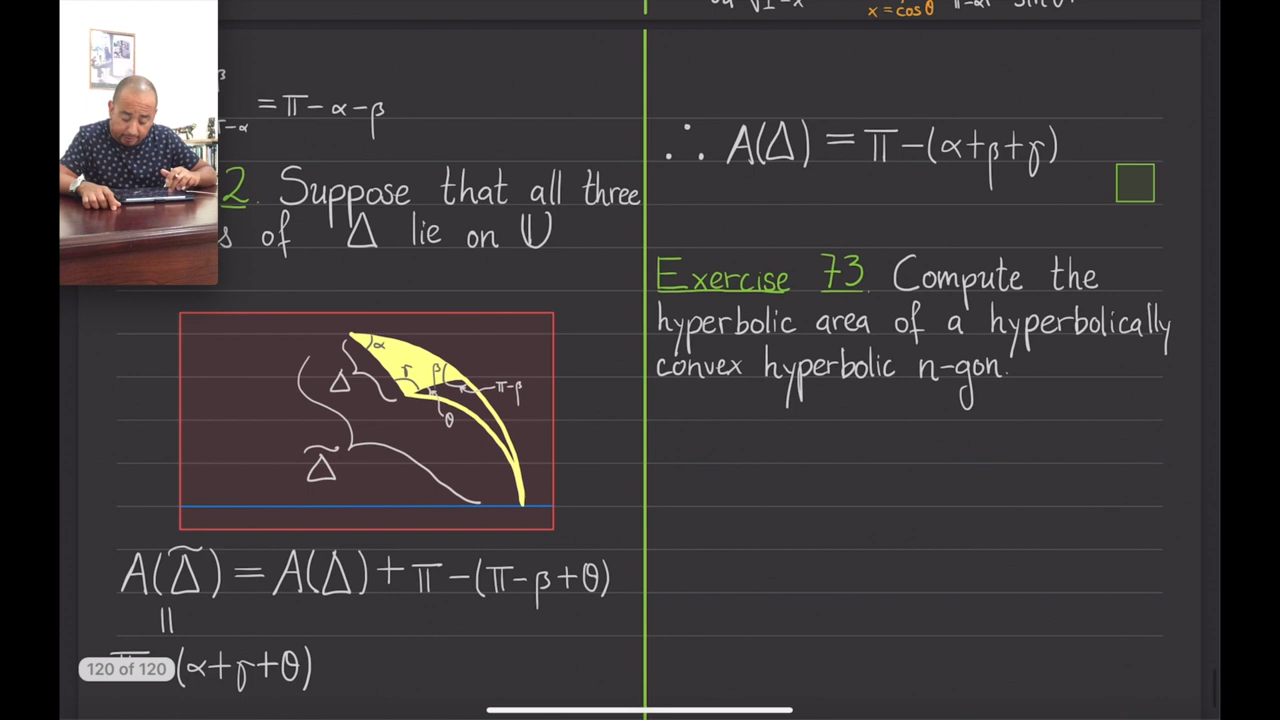 x = cosθ
= π - α - β
π-α
2. Suppose that all three
s of Δ lie on 𝕌
α
γ β
Δ π-β
θ
Δ̃
A(Δ̃) = A(Δ) + π - (π - β + θ)
||
(α+γ+θ)
120 of 120
∴ A(Δ) = π - (α+β+γ)
Exercise 73. Compute the
hyperbolic area of a hyperbolically
convex hyperbolic n-gon.